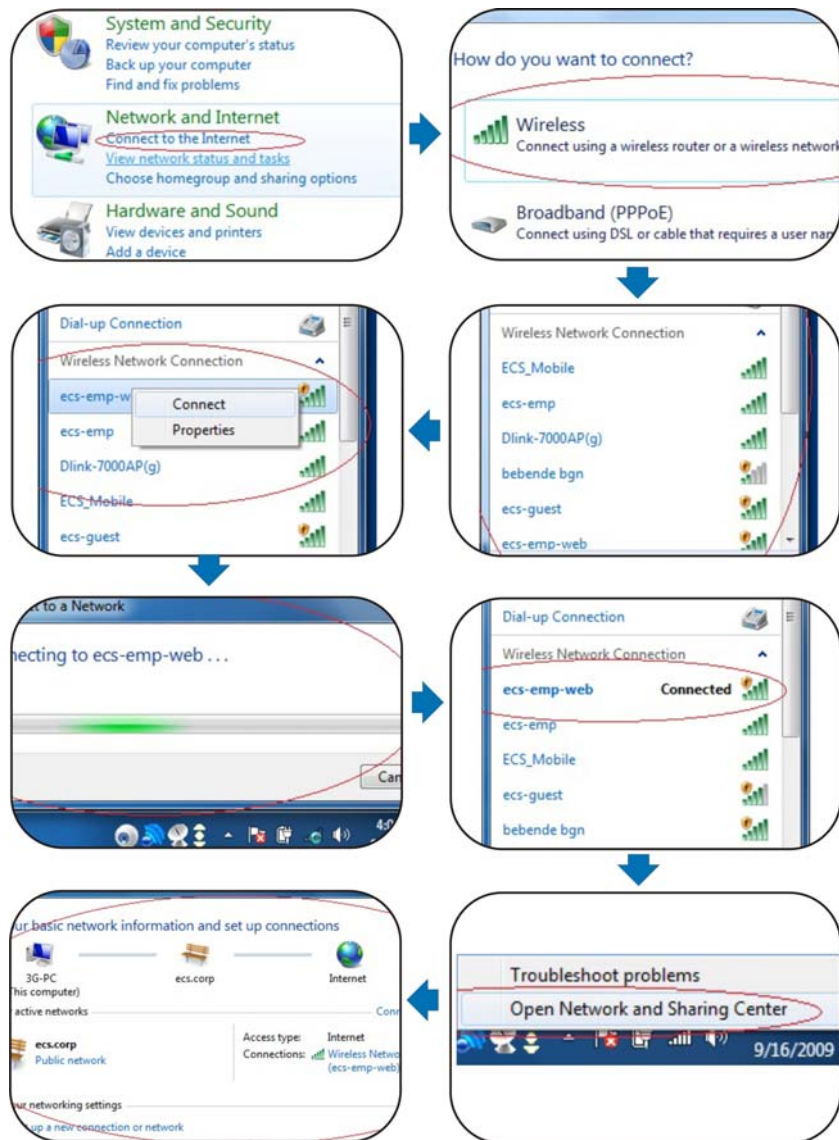 System and Security
Review your computer's status
Back up your computer
Find and fix problems
Network and Internet
Connect to the Internet
View network status and tasks
Choose homegroup and sharing options
Hardware and Sound
View devices and printers
Add a device
How do you want to connect?
Wireless
Connect using a wireless router or a wireless network
Broadband (PPPoE)
Connect using DSL or cable that requires a user
Wireless Network Connection
ECS_Mobile
ecs-emp
Dlink-7000AP(g)
bebende bgn
ecs-guest
ecs-emp-web
Dial-up Connection
Wireless Network Connection
ecs-emp-w
Connect
ecs-emp
Properties
Dlink-7000AP(g)
ECS_Mobile
ecs-guest
to a Network
necting to ecs-emp-web . . .
Can
4:0
Dial-up Connection
Wireless Network Connection
ecs-emp-web Connected
ecs-emp
ECS_Mobile
ecs-guest
bebende bgn
Troubleshoot problems
Open Network and Sharing Center
9/16/2009
ur basic network information and set up connections
3G-PC
his computer)
ecs.corp
Internet
active networks
Conn
ecs.corp
Public network
Access type: Internet
Connections: Wireless Netwo
(ecs-emp-web)
ur networking settings
up a new connection or network